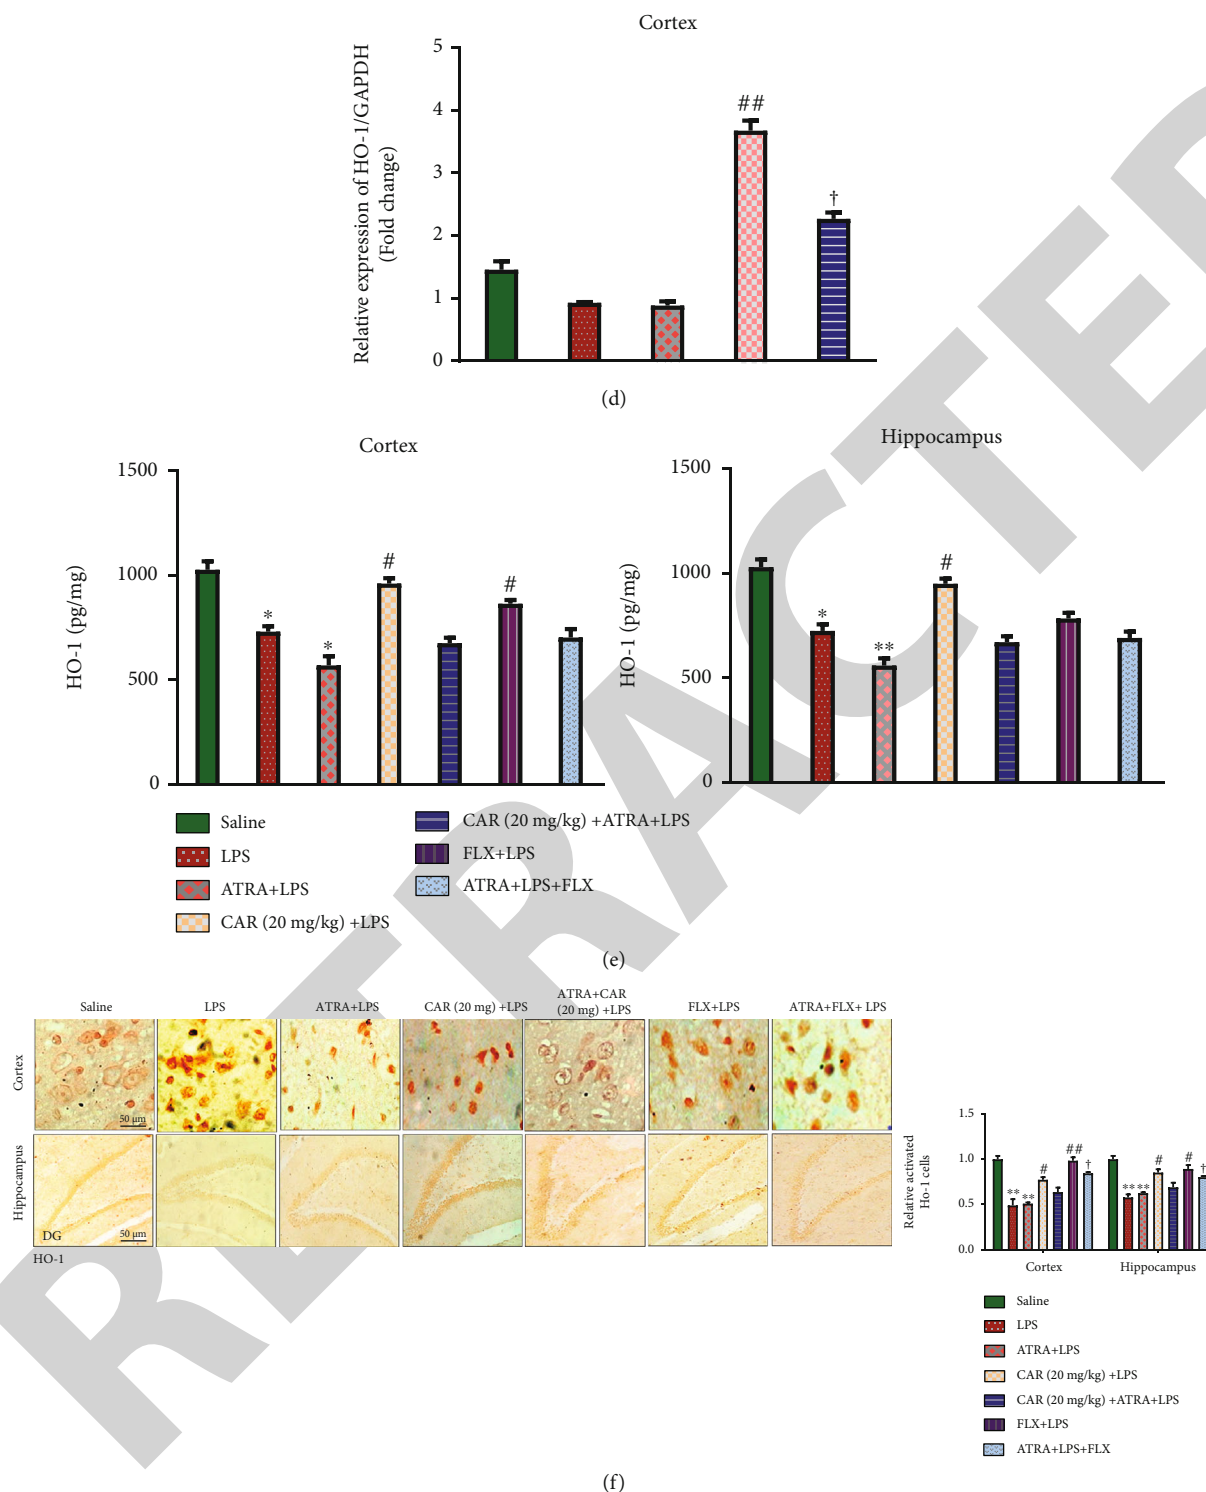 Cortex
Relative expression of HO-1/GAPDH
(Fold change)
5
4
3
2
1
0
##
†
(d)
Cortex
HO-1 (pg/mg)
1500
1000
500
0
*
*
#
#
Hippocampus
HO-1 (pg/mg)
1500
1000
500
0
*
**
#
Saline
LPS
ATRA+LPS
CAR (20 mg/kg) +LPS
CAR (20 mg/kg) +ATRA+LPS
FLX+LPS
ATRA+LPS+FLX
(e)
Saline
LPS
ATRA+LPS
CAR (20 mg) +LPS
ATRA+CAR
(20 mg) +LPS
FLX+LPS
ATRA+FLX+ LPS
Cortex
50 μm
Hippocampus
DG
50 μm
HO-1
Relative activated
Ho-1 cells
1.5
1.0
0.5
0.0
**
**
#
##
†
**
**
#
#
†
Cortex
Hippocampus
Saline
LPS
ATRA+LPS
CAR (20 mg/kg) +LPS
CAR (20 mg/kg) +ATRA+LPS
FLX+LPS
ATRA+LPS+FLX
(f)
RETRACTE